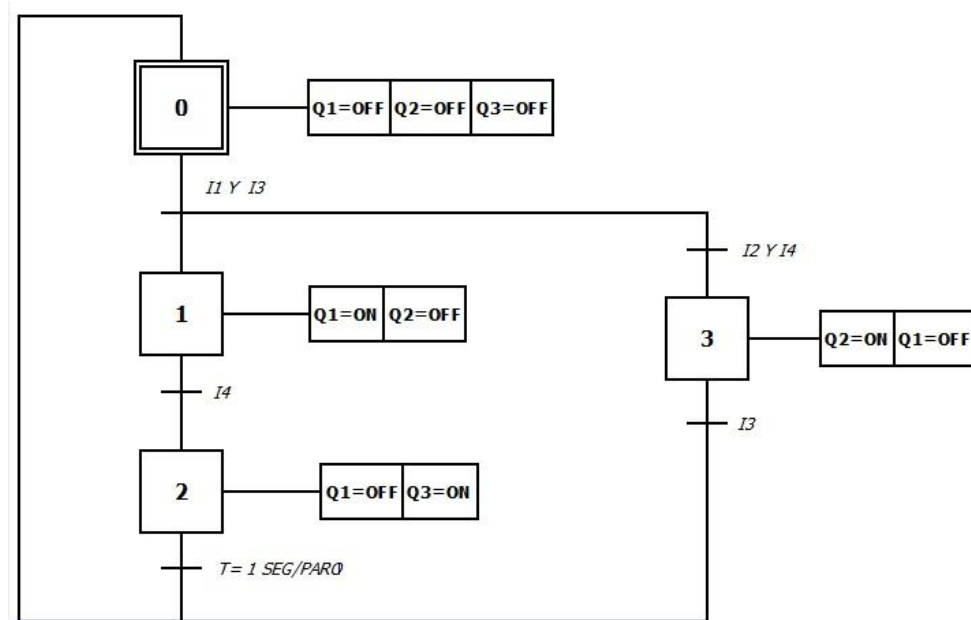 0
Q1=OFF Q2=OFF Q3=OFF
I1 Y I3
I2 Y I4
1
Q1=ON Q2=OFF
3
Q2=ON Q1=OFF
I4
I3
2
Q1=OFF Q3=ON
T= 1 SEG/PARO